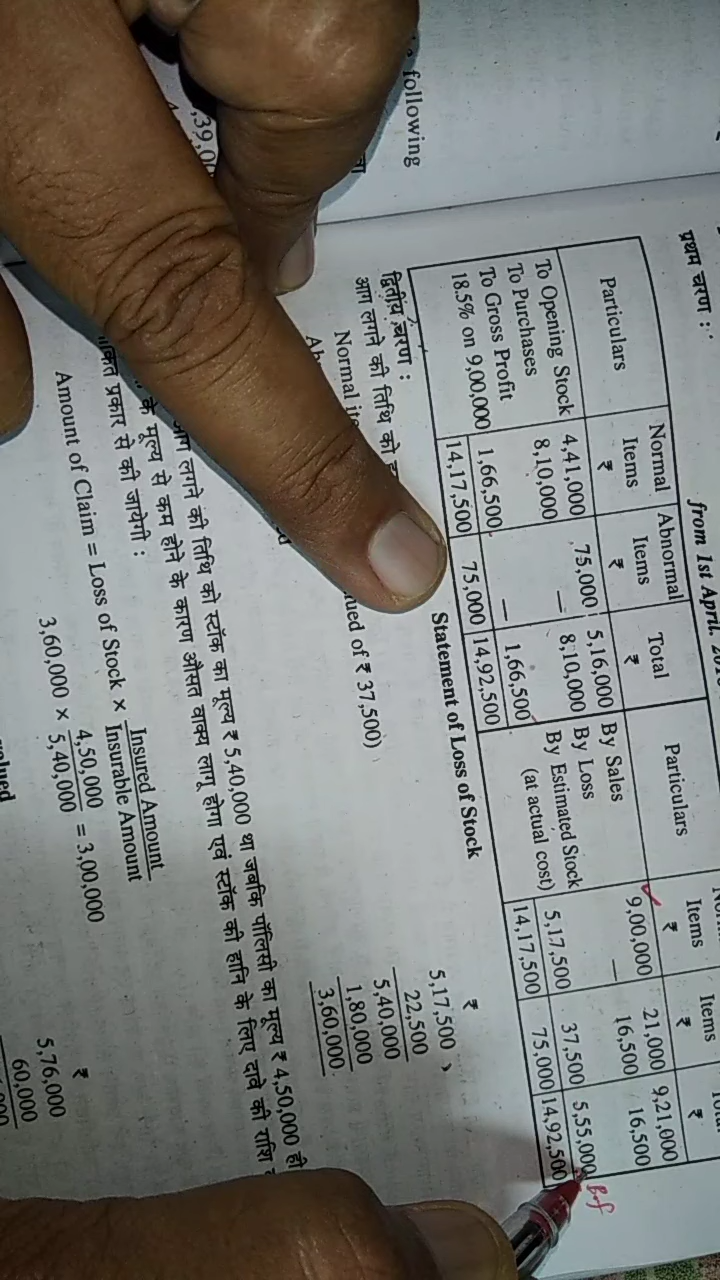 following
,39,0
प्रथम चरण :
from 1st April,
Particulars Normal Items ₹ Abnormal Items ₹ Total ₹ Particulars Items ₹ Items ₹ ₹
To Opening Stock 4,41,000 75,000 5,16,000 By Sales 9,00,000 21,000 9,21,000
To Purchases 8,10,000 — 8,10,000 By Loss — 16,500 16,500
To Gross Profit By Estimated Stock
18.5% on 9,00,000 1,66,500 — 1,66,500 (at actual cost) 5,17,500 37,500 5,55,000 B.f
14,17,500 75,000 14,92,500 14,17,500 75,000 14,92,500
Statement of Loss of Stock
द्वितीय चरण : ₹
आग लगने की तिथि को 5,17,500
Normal ued of ₹ 37,500) 22,500
5,40,000
1,80,000
3,60,000
आग लगने की तिथि को स्टॉक का मूल्य ₹ 5,40,000 था जबकि पॉलिसी का मूल्य ₹ 4,50,000 ही
के मूल्य से कम होने के कारण औसत वाक्य लागू होगा एवं स्टॉक की हानि के लिए दावे की राशि
प्रकार से की जायेगी :
Amount of Claim = Loss of Stock × Insured Amount / Insurable Amount
3,60,000 × 4,50,000 / 5,40,000 = 3,00,000
₹
5,76,000
valued 60,000